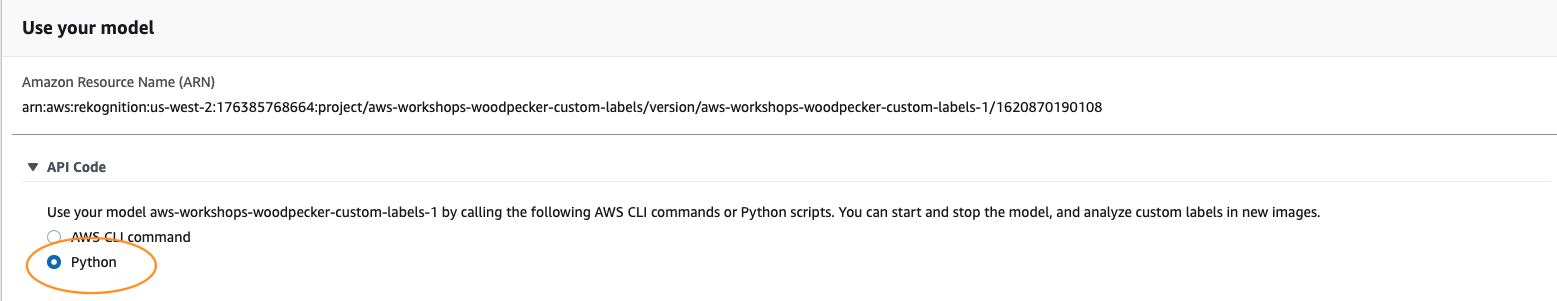 Use your model
Amazon Resource Name (ARN)
arn:aws:rekognition:us-west-2:176385768664:project/aws-workshops-woodpecker-custom-labels/version/aws-workshops-woodpecker-custom-labels-1/1620870190108
API Code
Use your model aws-workshops-woodpecker-custom-labels-1 by calling the following AWS CLI commands or Python scripts. You can start and stop the model, and analyze custom labels in new images.
AWS CLI command
Python